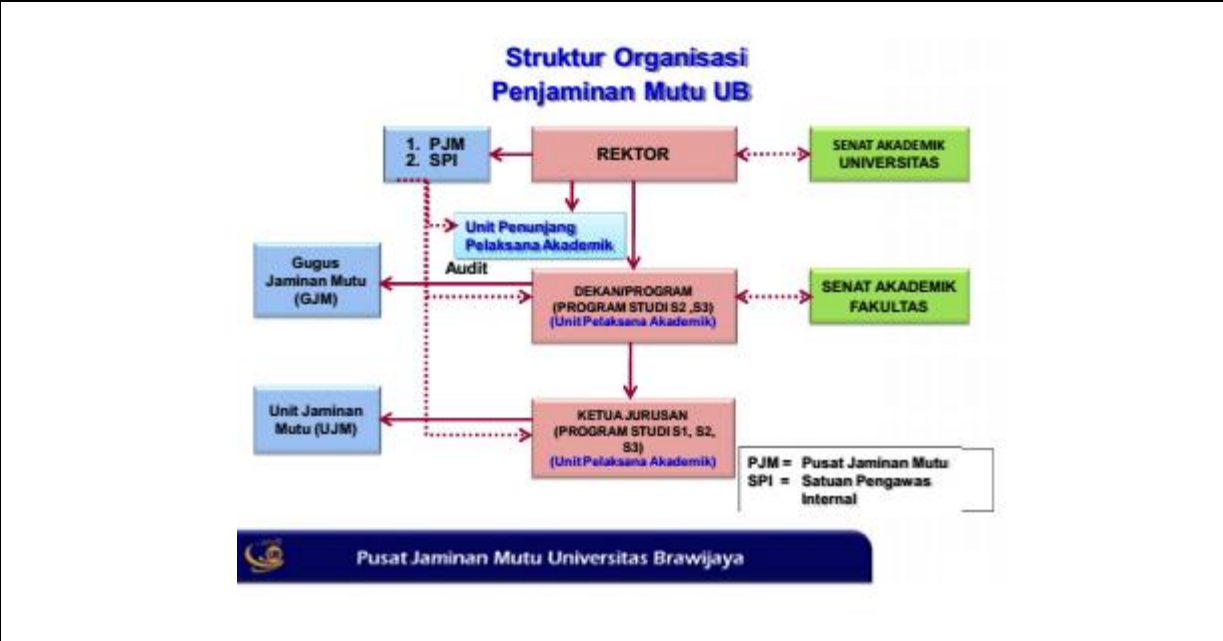 Struktur Organisasi
Penjaminan Mutu UB
1. PJM
2. SPI
REKTOR
SENAT AKADEMIK
UNIVERSITAS
Unit Penunjang
Pelaksana Akademik
Audit
Gugus
Jaminan Mutu
(GJM)
DEKAN/PROGRAM
(PROGRAM STUDI S2 ,S3)
(Unit Pelaksana Akademik)
SENAT AKADEMIK
FAKULTAS
Unit Jaminan
Mutu (UJM)
KETUA JURUSAN
(PROGRAM STUDI S1, S2,
S3)
(Unit Pelaksana Akademik)
PJM = Pusat Jaminan Mutu
SPI = Satuan Pengawas
Internal
UB
Pusat Jaminan Mutu Universitas Brawijaya